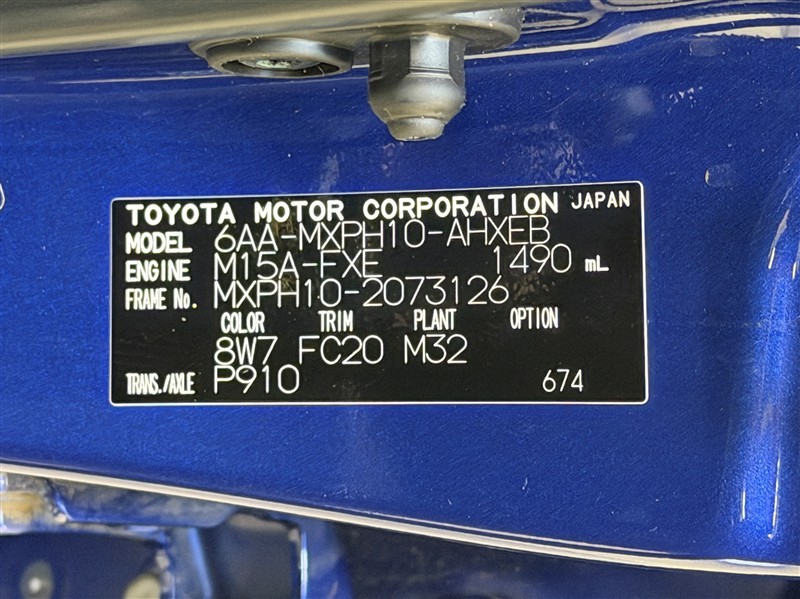 TOYOTA MOTOR CORPORATION JAPAN
MODEL 6AA-MXPH10-AHXEB
ENGINE M15A-FXE 1490 mL
FRAME No. MXPH10-2073126
COLOR TRIM PLANT OPTION
8W7 FC20 M32
TRANS./AXLE P910 674